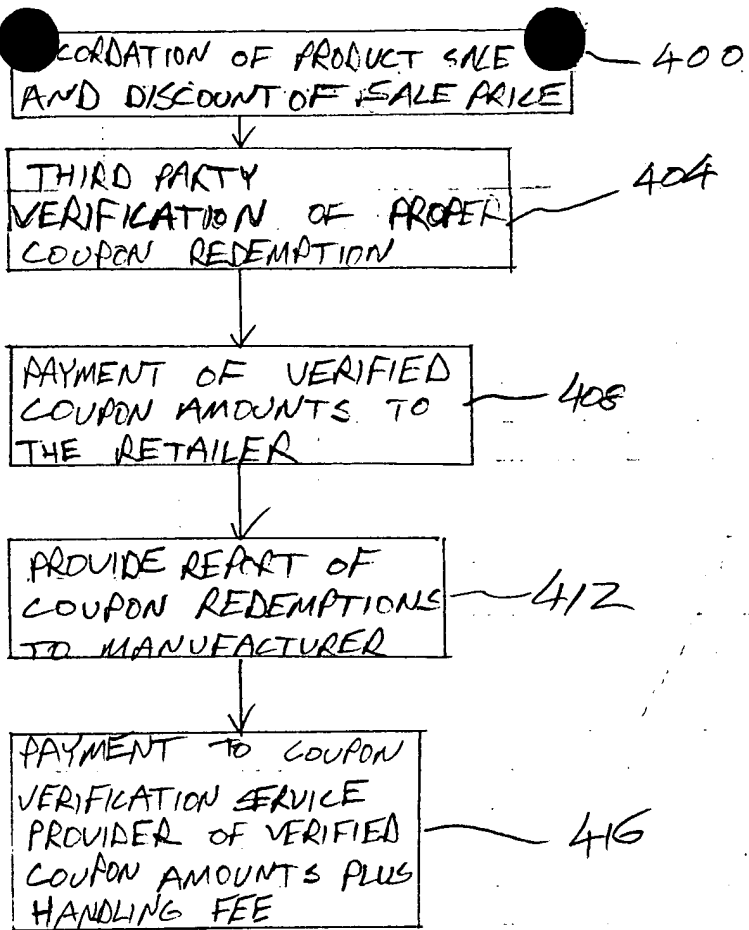 CORDATION OF PRODUCT SALE
AND DISCOUNT OF SALE PRICE
400
THIRD PARTY
VERIFICATION OF PROPER
COUPON REDEMPTION
404
PAYMENT OF VERIFIED
COUPON AMOUNTS TO
THE RETAILER
408
PROVIDE REPORT OF
COUPON REDEMPTIONS
TO MANUFACTURER
412
PAYMENT TO COUPON
VERIFICATION SERVICE
PROVIDER OF VERIFIED
COUPON AMOUNTS PLUS
HANDLING FEE
416